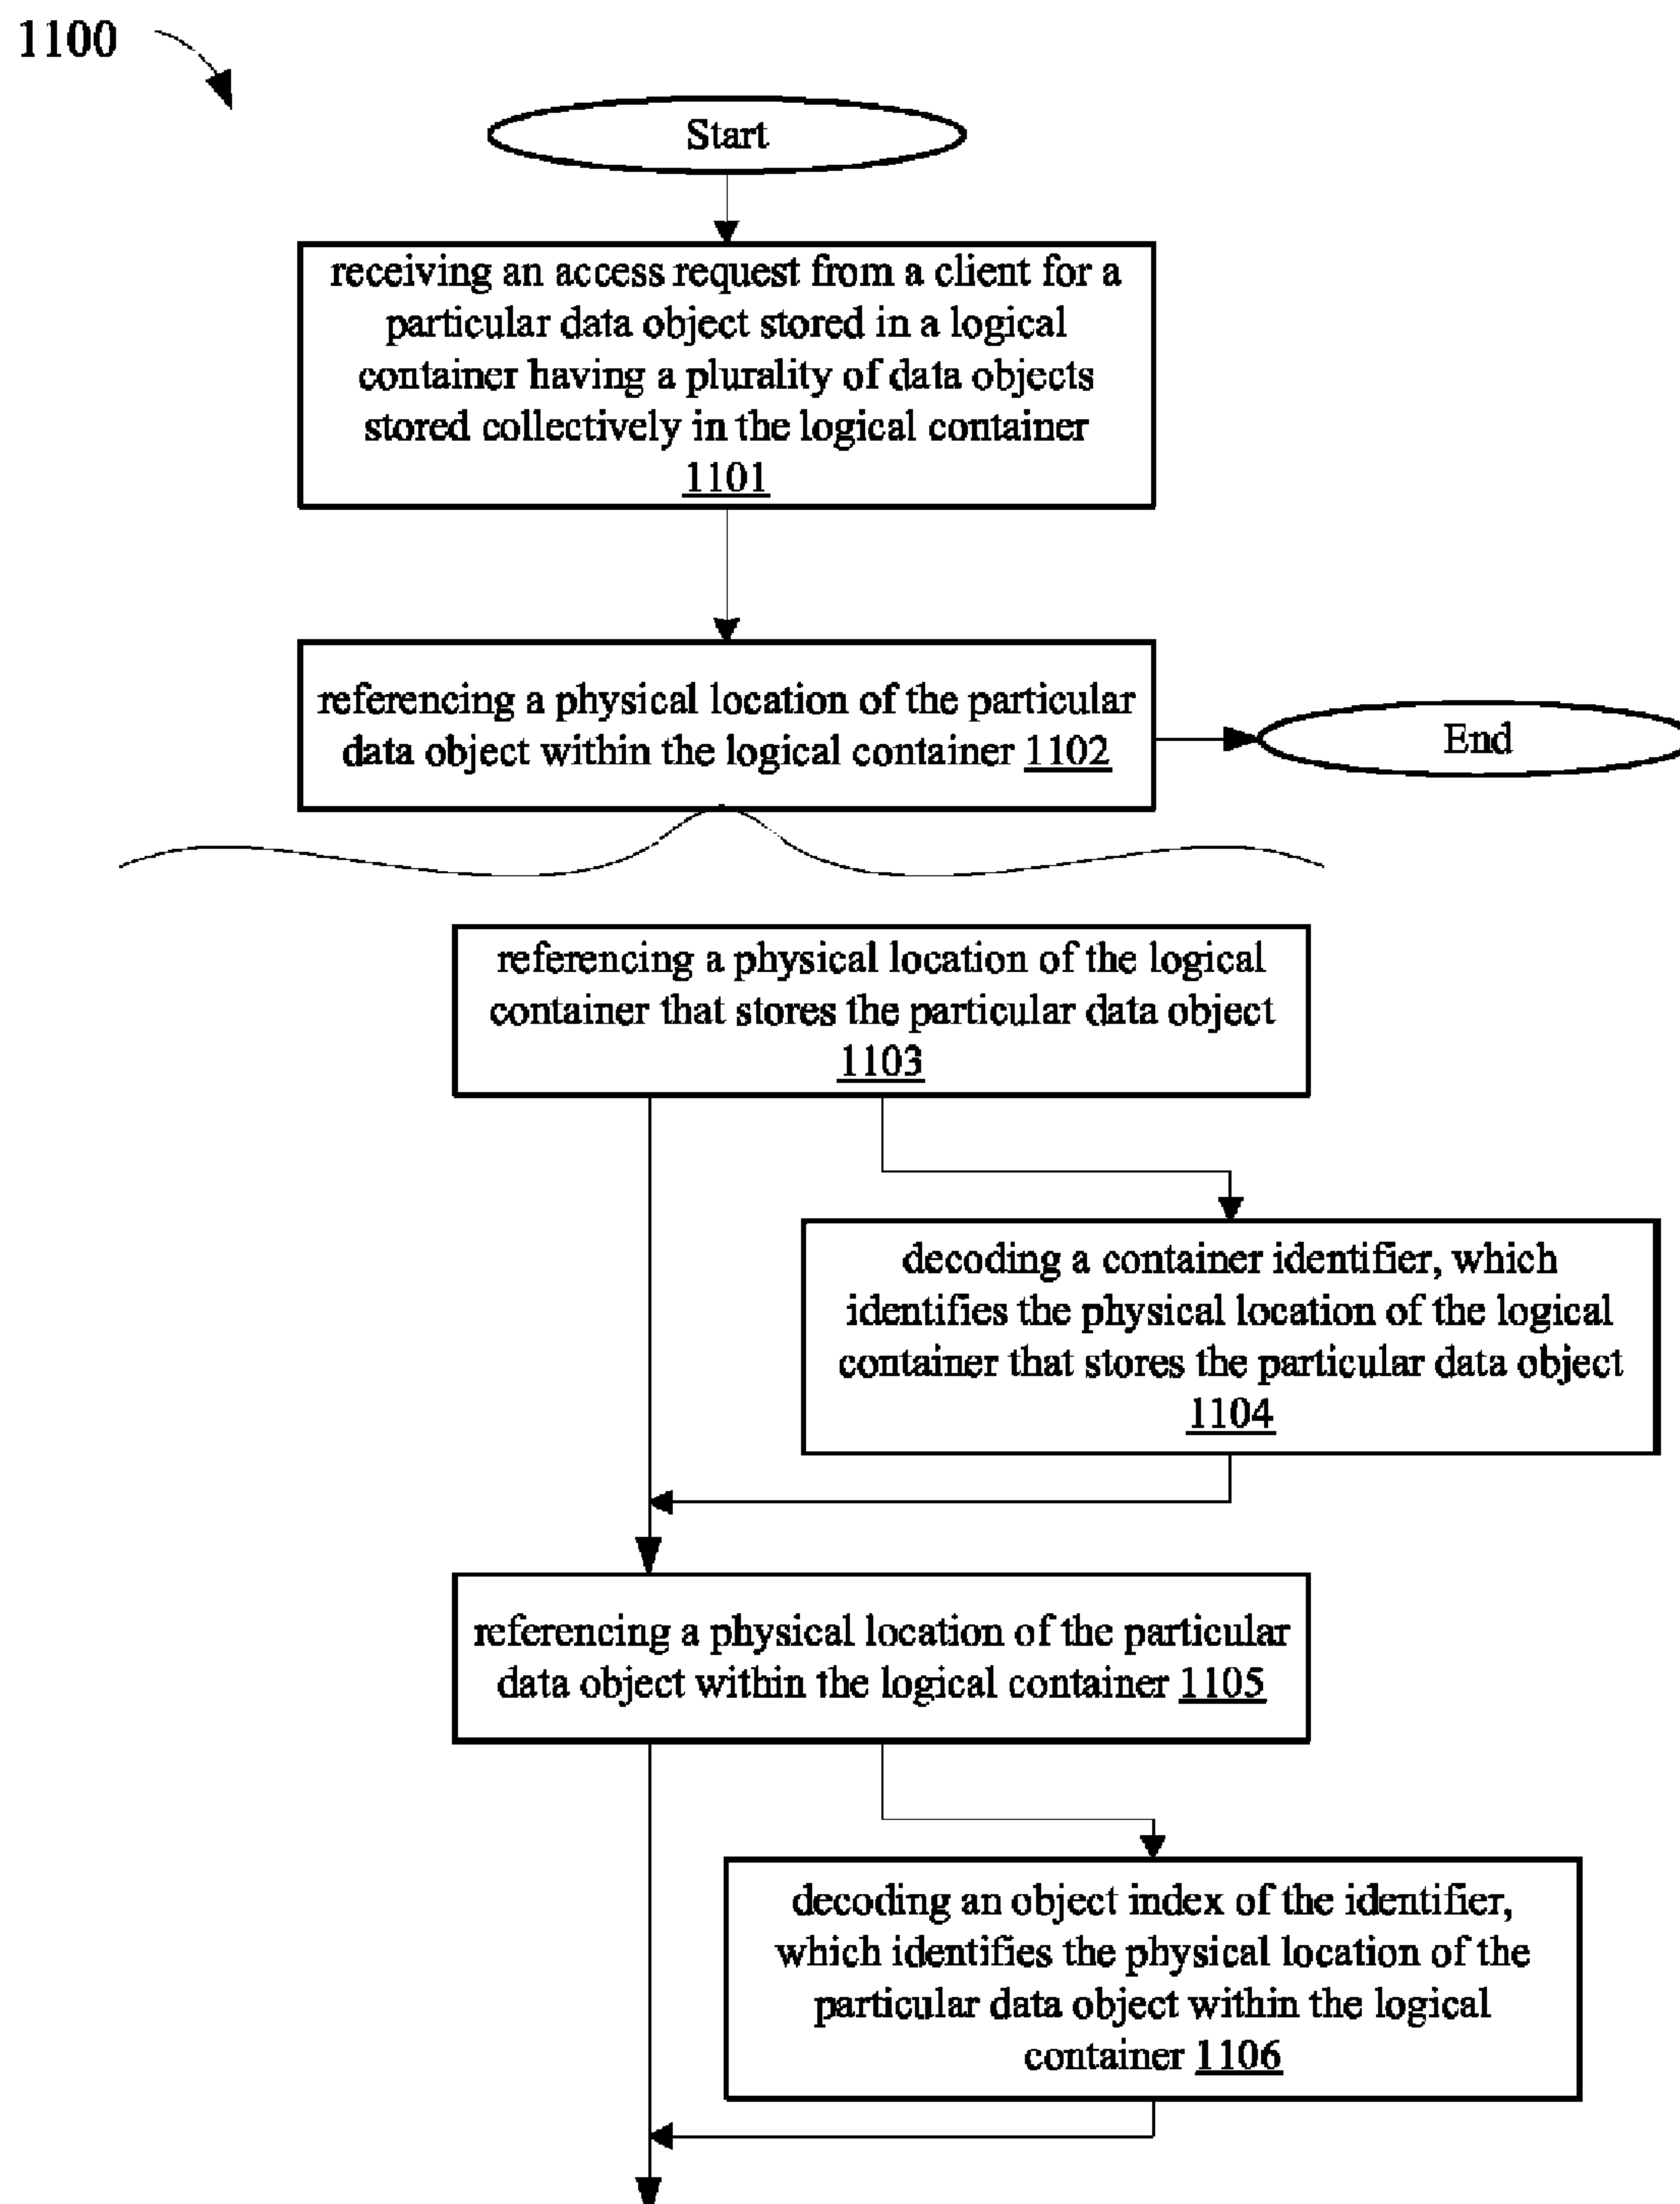 1100
Start
receiving an access request from a client for a
particular data object stored in a logical
container having a plurality of data objects
stored collectively in the logical container
1101
referencing a physical location of the particular
data object within the logical container 1102
End
referencing a physical location of the logical
container that stores the particular data object
1103
decoding a container identifier, which
identifies the physical location of the logical
container that stores the particular data object
1104
referencing a physical location of the particular
data object within the logical container 1105
decoding an object index of the identifier,
which identifies the physical location of the
particular data object within the logical
container 1106